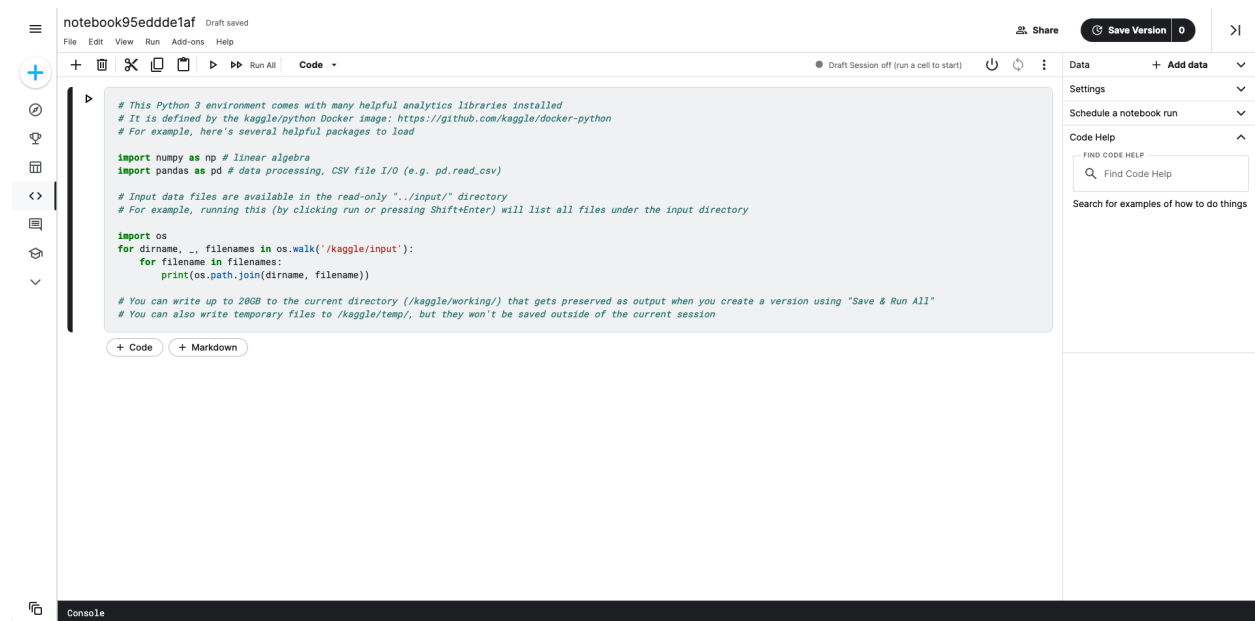 notebook95eddde1af Draft saved
Share
Save Version 0
File Edit View Run Add-ons Help
Run All Code
Draft Session off (run a cell to start)
# This Python 3 environment comes with many helpful analytics libraries installed
# It is defined by the kaggle/python Docker image: https://github.com/kaggle/docker-python
# For example, here's several helpful packages to load
import numpy as np # linear algebra
import pandas as pd # data processing, CSV file I/O (e.g. pd.read_csv)
# Input data files are available in the read-only "../input/" directory
# For example, running this (by clicking run or pressing Shift+Enter) will list all files under the input directory
import os
for dirname, _, filenames in os.walk('/kaggle/input'):
    for filename in filenames:
        print(os.path.join(dirname, filename))
# You can write up to 20GB to the current directory (/kaggle/working/) that gets preserved as output when you create a version using "Save & Run All"
# You can also write temporary files to /kaggle/temp/, but they won't be saved outside of the current session
+ Code + Markdown
Data + Add data
Settings
Schedule a notebook run
Code Help
FIND CODE HELP
Find Code Help
Search for examples of how to do things
Console